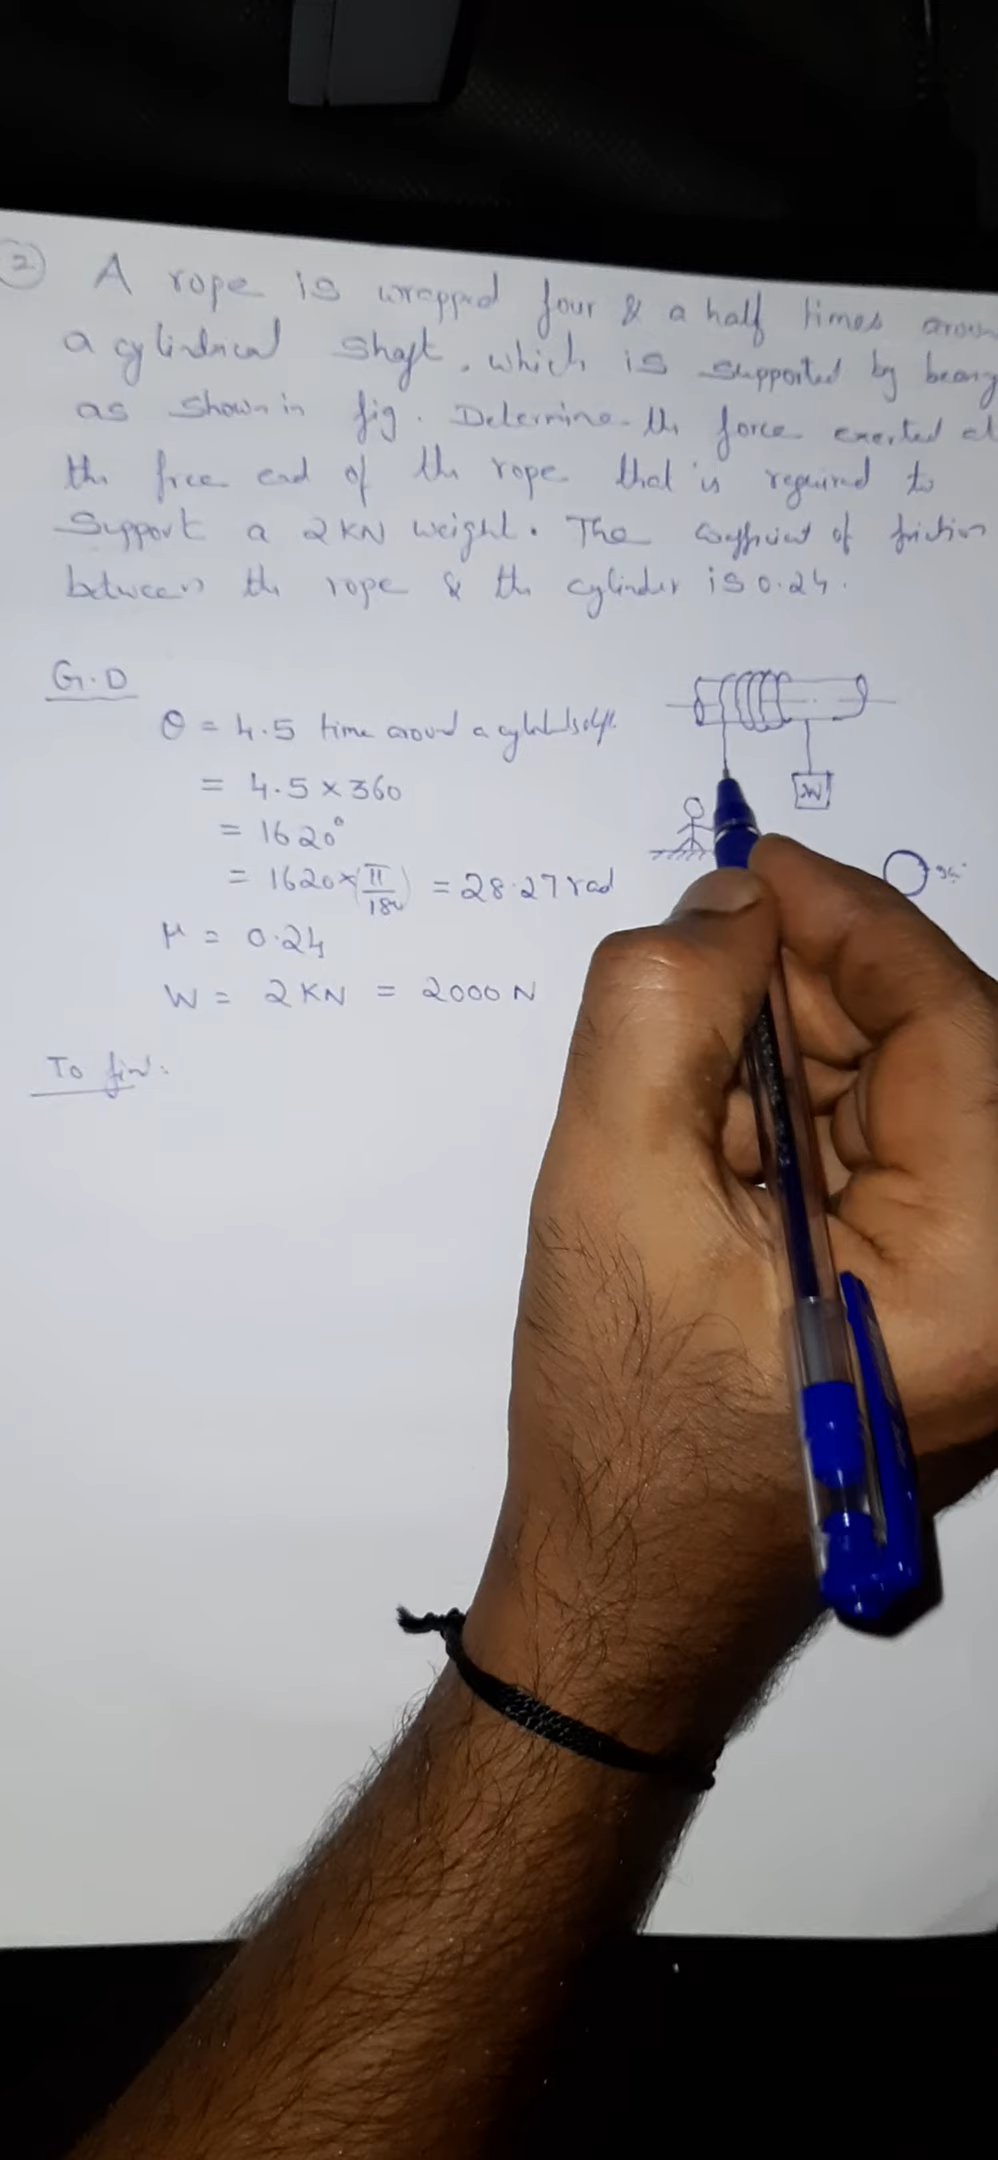 2 A rope is wrapped four & a half times aroun
a cylindrical shaft, which is supported by bearing
as shown in fig. Determine the force exerted at
the free end of the rope that is required to
Support a 2 KN weight. The coefficient of friction
between the rope & the cylinder is 0.24.
G.D
θ = 4.5 time around a
= 4.5 × 360
= 1620°
= 1620 × (π/180) = 28.27 rad
μ = 0.24
W = 2 KN = 2000 N
To find:
W